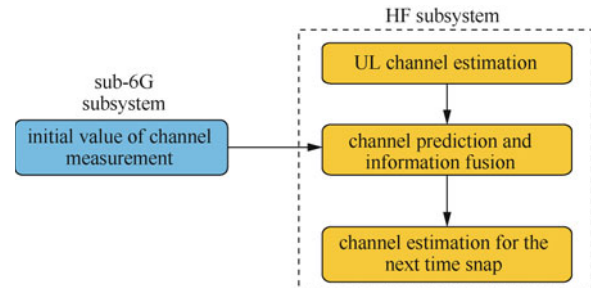 HF subsystem
UL channel estimation
sub-6G
subsystem
initial value of channel
measurement
channel prediction and
information fusion
channel estimation for the
next time snap